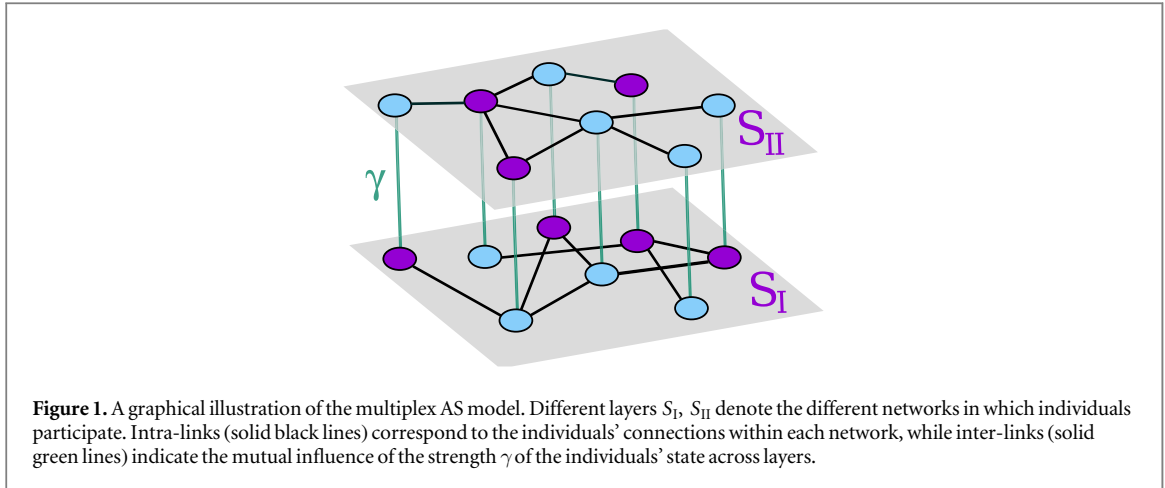 S_II
γ
S_I
Figure 1. A graphical illustration of the multiplex AS model. Different layers S_I, S_II denote the different networks in which individuals
participate. Intra-links (solid black lines) correspond to the individuals' connections within each network, while inter-links (solid
green lines) indicate the mutual influence of the strength γ of the individuals' state across layers.